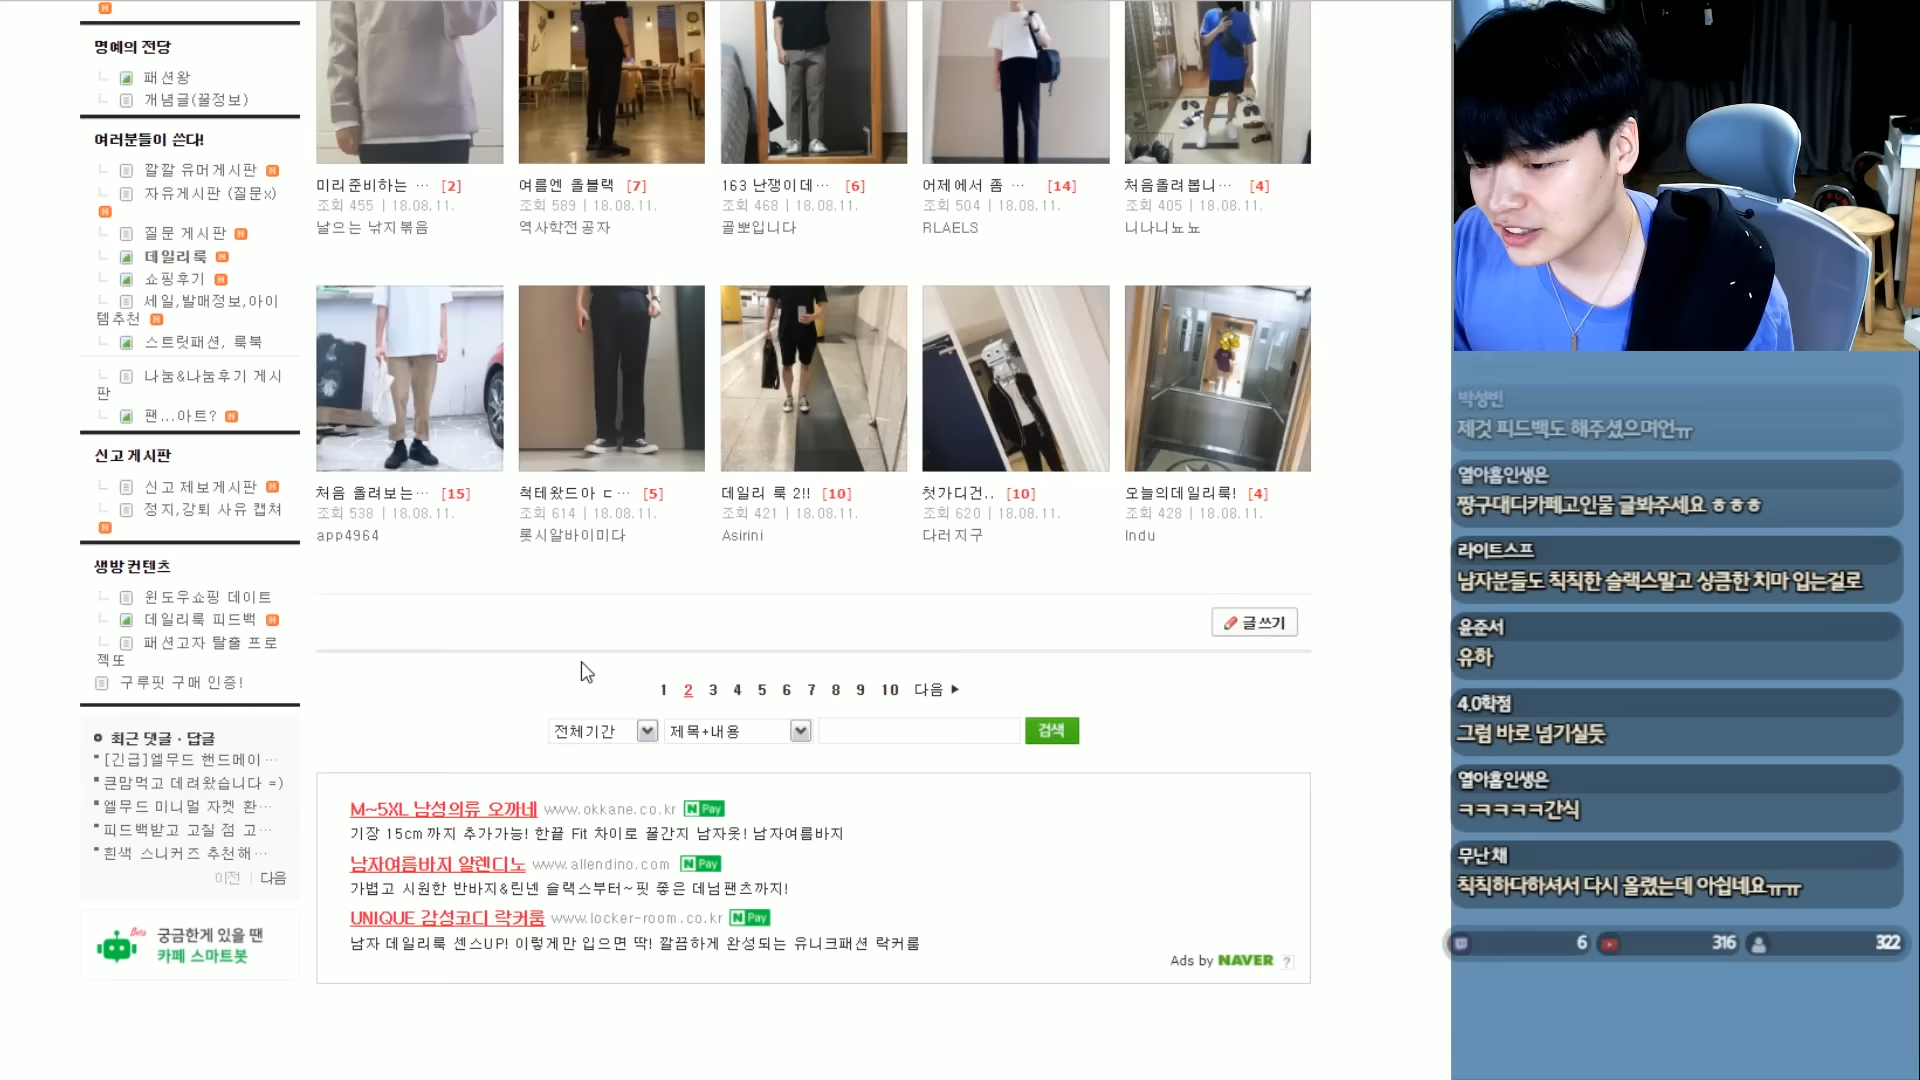 명예의 전당
패션왕
개념글(꿀정보)
여러분들이 쓴다!
깔깔 유머게시판 N
자유게시판 (질문x)
N
질문 게시판 N
데일리룩 N
쇼핑후기 N
세일,발매정보,아이
템추천 N
스트릿패션, 룩북
나눔&나눔후기 게시
판
팬...아트? N
신고 게시판
신고 제보게시판 N
정지,강퇴 사유 캡쳐
N
생방 컨텐츠
윈도우쇼핑 데이트
데일리룩 피드백 N
패션고자 탈출 프로
젝또
구루핏 구매 인증!
최근 댓글 · 답글
[긴급]엘무드 핸드메이 ···
큰맘먹고 데려왔습니다 =)
엘무드 미니멀 자켓 환···
피드백받고 고칠 점 고···
흰색 스니커즈 추천해···
이전 | 다음
Beta
궁금한게 있을 땐
카페 스마트봇
미리준비하는 ··· [2]
조회 455 | 18.08.11.
날으는 낚지볶음
여름엔 올블랙 [7]
조회 589 | 18.08.11.
역사학전공자
163 난쟁이데··· [6]
조회 468 | 18.08.11.
골뽀입니다
어제에서 좀 ··· [14]
조회 504 | 18.08.11.
RLAELS
처음올려봅니··· [4]
조회 405 | 18.08.11.
니나니뇨뇨
처음 올려보는··· [15]
조회 538 | 18.08.11.
app4964
척테왔드아 ㄷ··· [5]
조회 614 | 18.08.11.
롯시알바이미다
데일리 룩 2!! [10]
조회 421 | 18.08.11.
Asirini
첫가디건.. [10]
조회 620 | 18.08.11.
다러지구
오늘의데일리룩! [4]
조회 428 | 18.08.11.
Indu
글쓰기
1 2 3 4 5 6 7 8 9 10 다음
전체기간 제목+내용 검색
M~5XL 남성의류 오까네 www.okkane.co.kr N Pay
기장 15cm 까지 추가가능! 한끝 Fit 차이로 꿀간지 남자옷! 남자여름바지
남자여름바지 알렌디노 www.allendino.com N Pay
가볍고 시원한 반바지&린넨 슬랙스부터~핏 좋은 데님팬츠까지!
UNIQUE 감성코디 락커룸 www.locker-room.co.kr N Pay
남자 데일리룩 센스UP! 이렇게만 입으면 딱! 깔끔하게 완성되는 유니크패션 락커룸
Ads by NAVER ?
박성빈
제것 피드백도 해주셨으며언ㅠ
열아홉인생은
짱구대디카페고인물 글봐주세요 ㅎㅎㅎ
라이트스프
남자분들도 칙칙한 슬랙스말고 상큼한 치마 입는걸로
윤준서
유하
4.0학점
그럼 바로 넘기실듯
열아홉인생은
ㅋㅋㅋㅋㅋ간식
무난채
칙칙하다하셔서 다시 올렸는데 아쉽네요ㅠㅠ
6 316 322